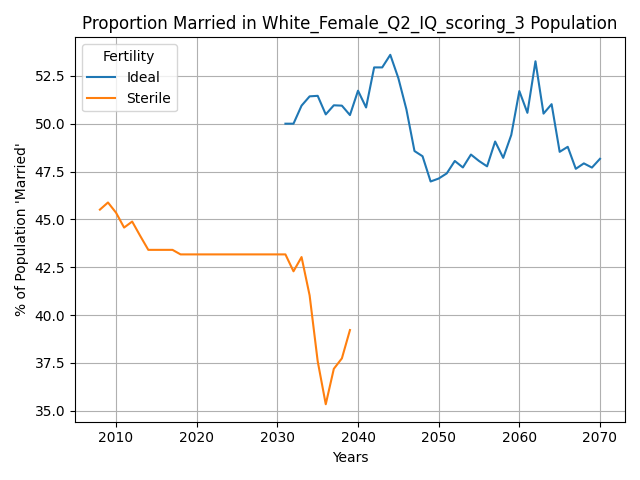 Proportion Married in White_Female_Q2_IQ_scoring_3 Population
Fertility
Ideal
Sterile
% of Population 'Married'
52.5
50.0
47.5
45.0
42.5
40.0
37.5
35.0
2010 2020 2030 2040 2050 2060 2070
Years